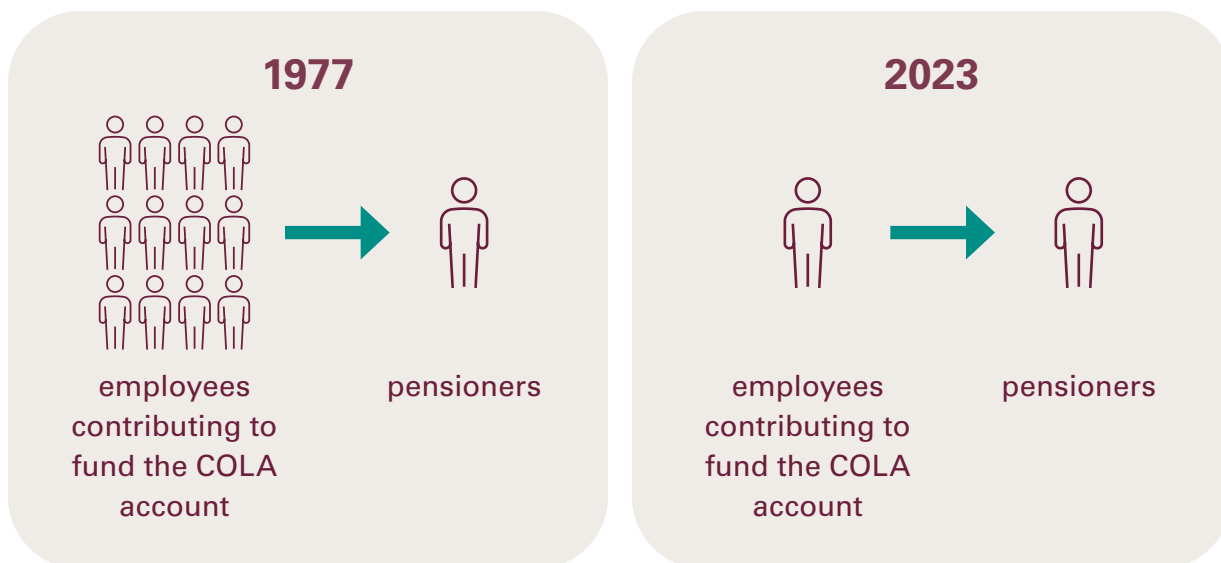 1977
employees
contributing to
fund the COLA
account
pensioners
2023
employees
contributing to
fund the COLA
account
pensioners